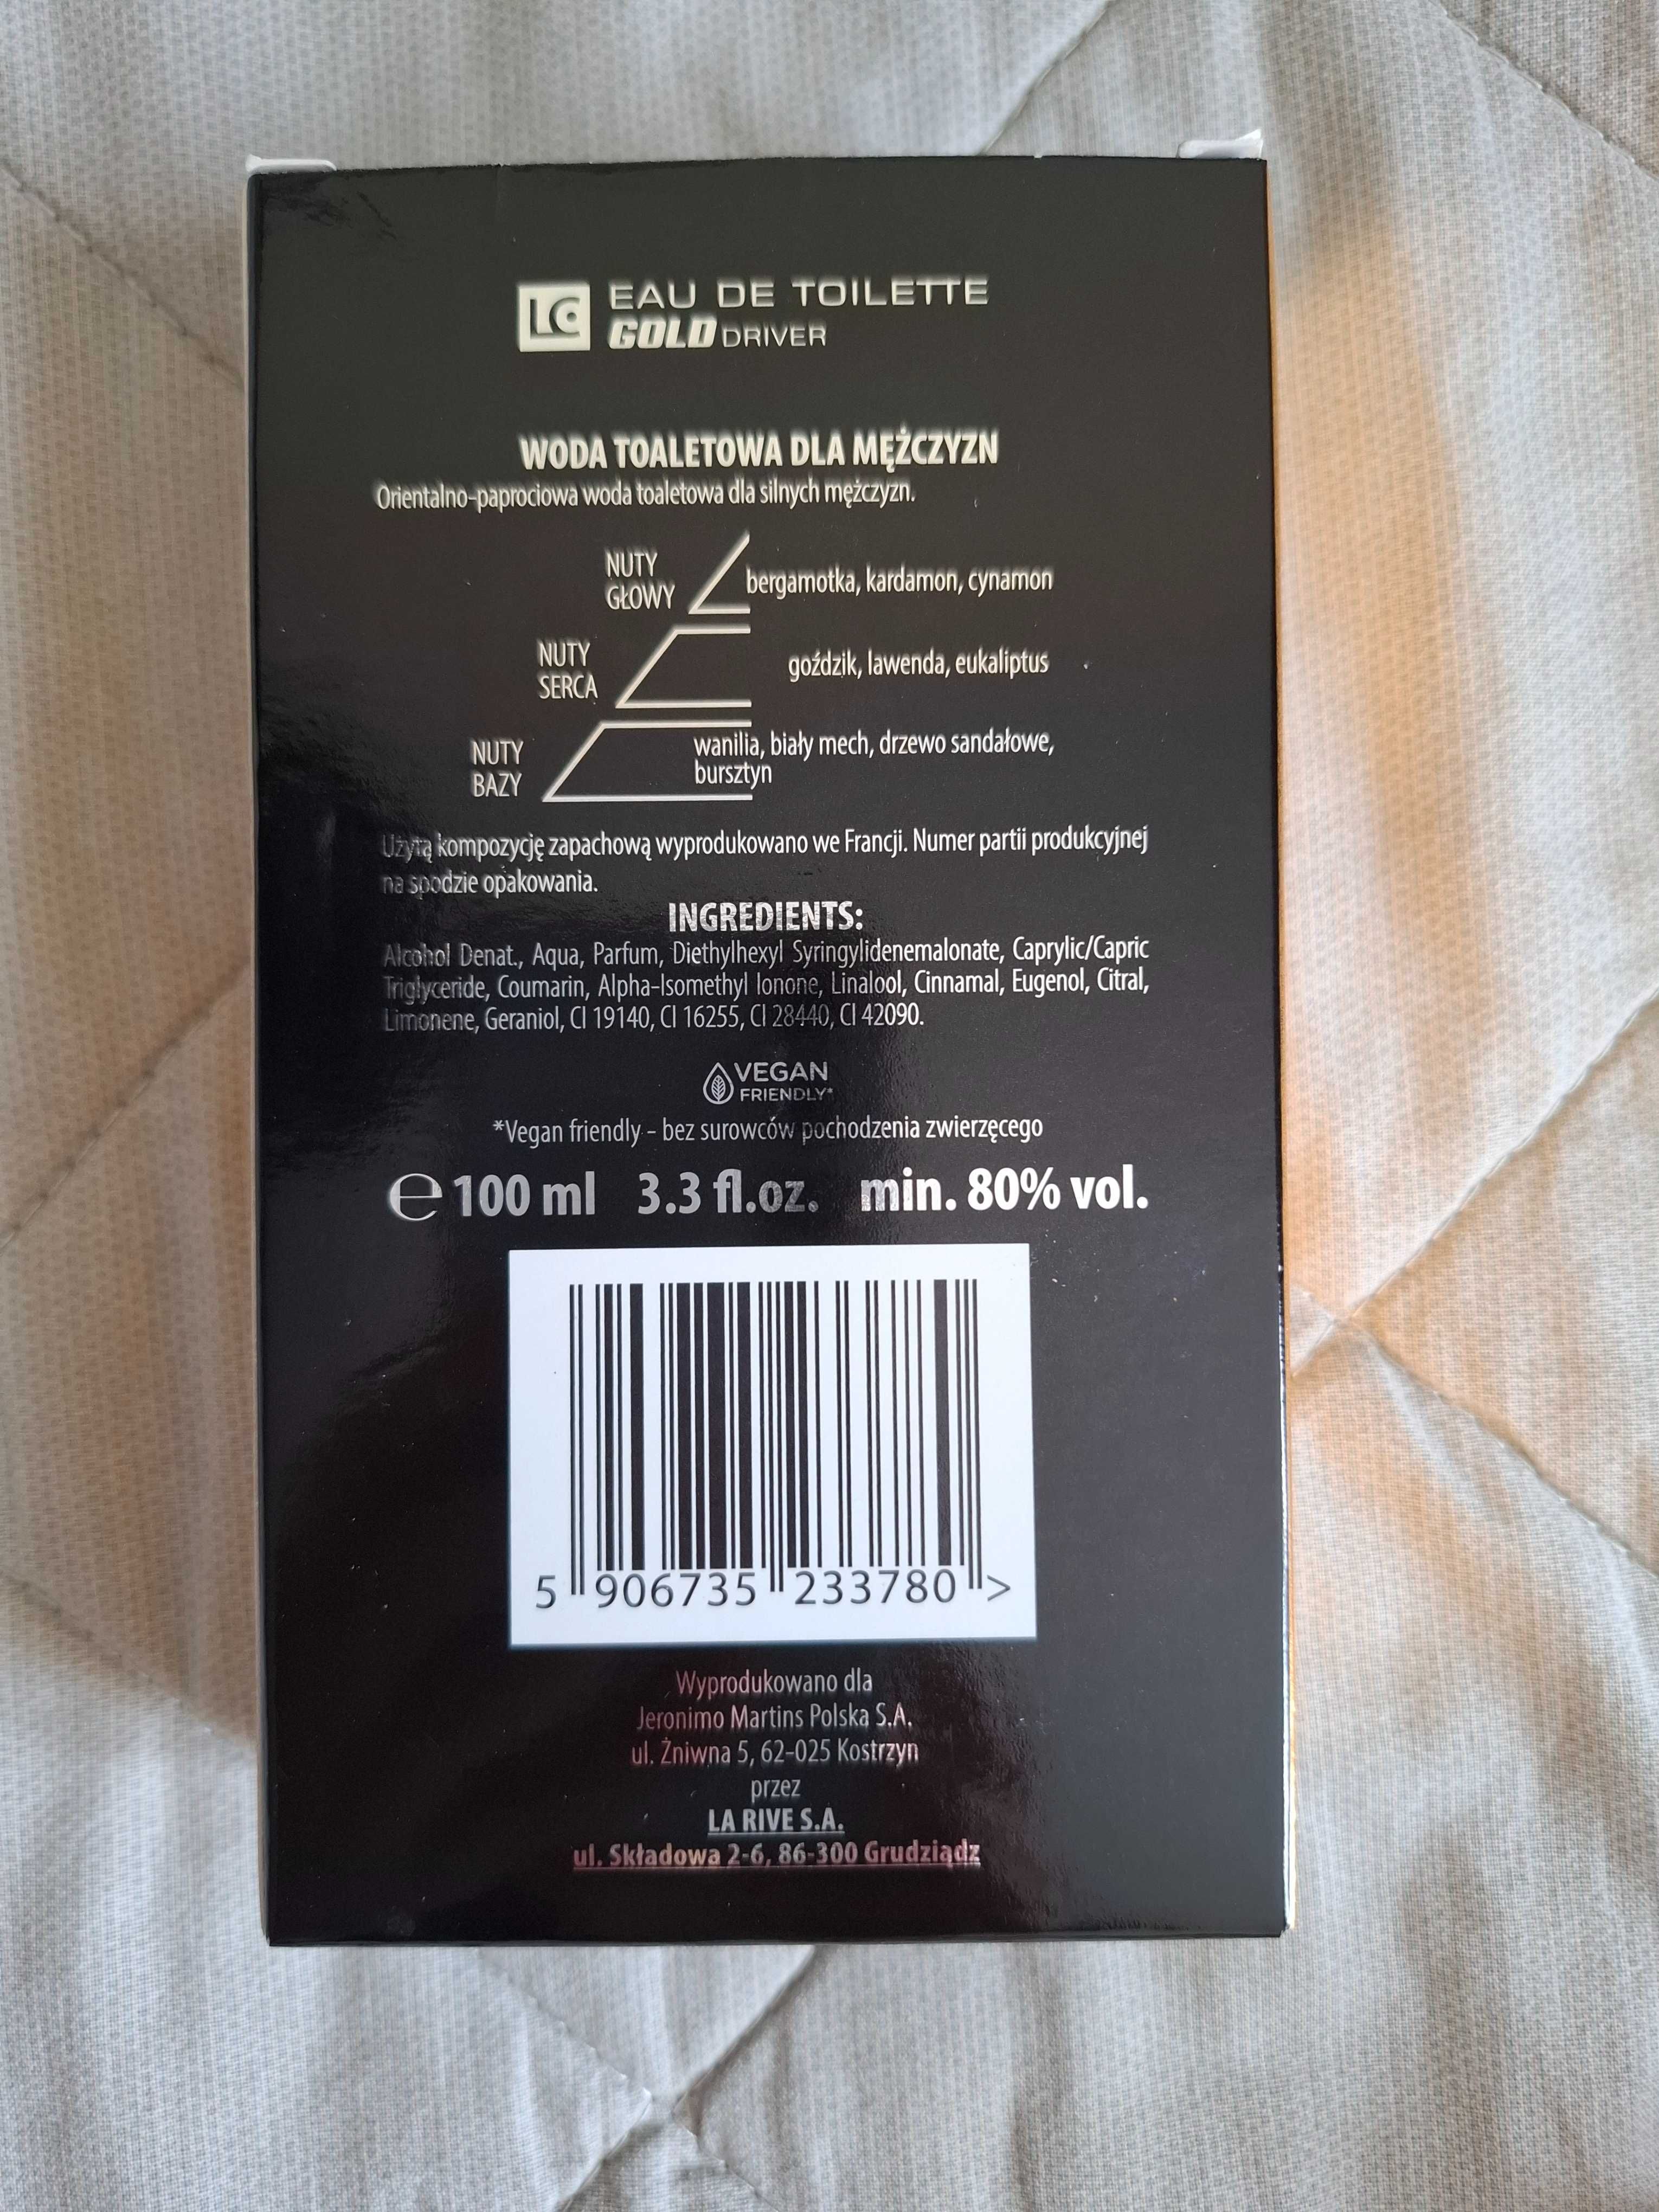 LC EAU DE TOILETTE
GOLD DRIVER
WODA TOALETOWA DLA MĘŻCZYZN
Orientalno-paprociowa woda toaletowa dla silnych mężczyzn.
NUTY
GŁOWY
bergamotka, kardamon, cynamon
NUTY
SERCA
goździk, lawenda, eukaliptus
NUTY
BAZY
wanilia, biały mech, drzewo sandałowe,
bursztyn
Użytą kompozycję zapachową wyprodukowano we Francji. Numer partii produkcyjnej
na spodzie opakowania.
INGREDIENTS:
Alcohol Denat., Aqua, Parfum, Diethylhexyl Syringylidenemalonate, Caprylic/Capric
Triglyceride, Coumarin, Alpha-Isomethyl Ionone, Linalool, Cinnamal, Eugenol, Citral,
Limonene, Geraniol, CI 19140, CI 16255, CI 28440, CI 42090.
VEGAN
FRIENDLY*
*Vegan friendly - bez surowców pochodzenia zwierzęcego
℮ 100 ml 3.3 fl.oz. min. 80% vol.
5 906735 233780 >
Wyprodukowano dla
Jeronimo Martins Polska S.A.
ul. Żniwna 5, 62-025 Kostrzyn
przez
LA RIVE S.A.
ul. Składowa 2-6, 86-300 Grudziądz